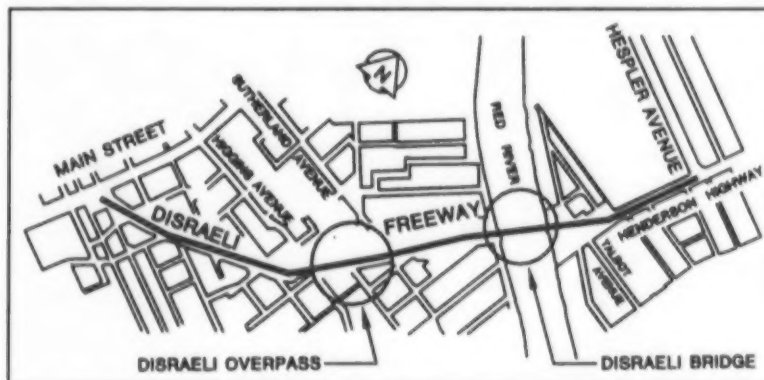 MAIN STREET
SUTHERLAND AVENUE
HIGGINS AVENUE
N
RED RIVER
HESPLER AVENUE
DISRAELI
FREEWAY
HENDERSON HIGHWAY
TALBOT AVENUE
DISRAELI OVERPASS
DISRAELI BRIDGE